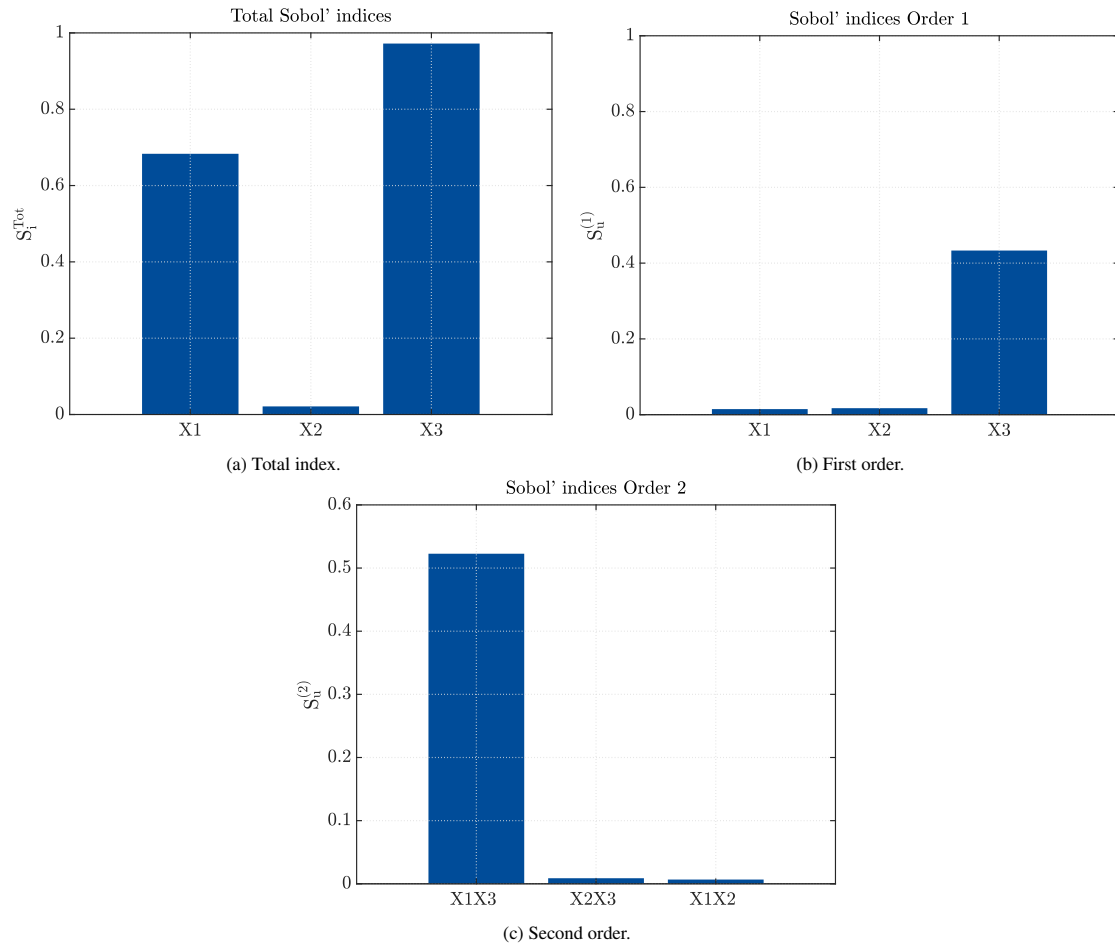 Total Sobol' indices
1
0.8
0.6
0.4
0.2
0
S_i^Tot
X1 X2 X3
(a) Total index.
Sobol' indices Order 1
1
0.8
0.6
0.4
0.2
0
S_u^(1)
X1 X2 X3
(b) First order.
Sobol' indices Order 2
0.6
0.5
0.4
0.3
0.2
0.1
0
S_u^(2)
X1X3 X2X3 X1X2
(c) Second order.